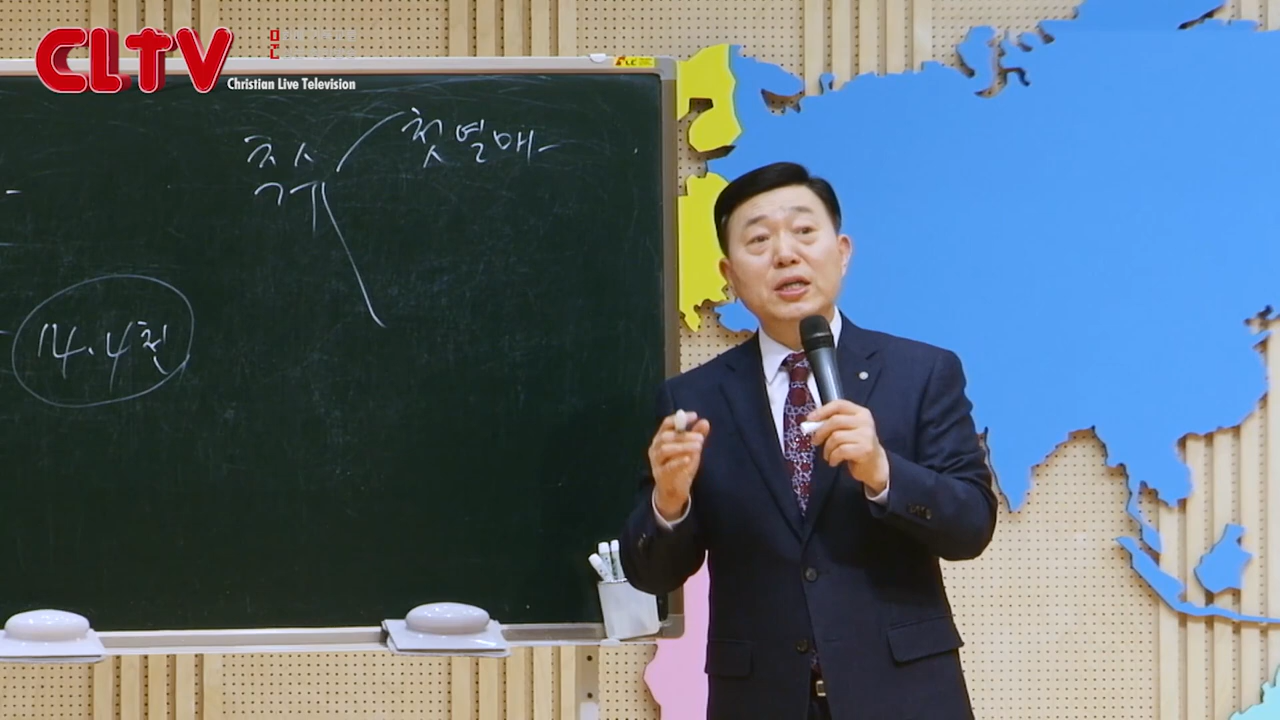 CLTV
Christian Live Television
첫 열매
14.4천